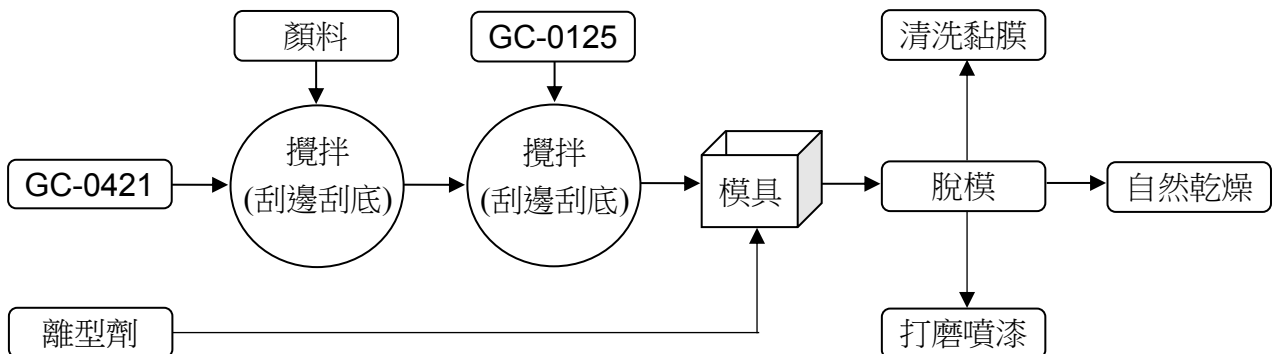 顏料
GC-0125
清洗黏膜
GC-0421
攪拌
(刮邊刮底)
攪拌
(刮邊刮底)
模具
脫模
自然乾燥
離型劑
打磨噴漆